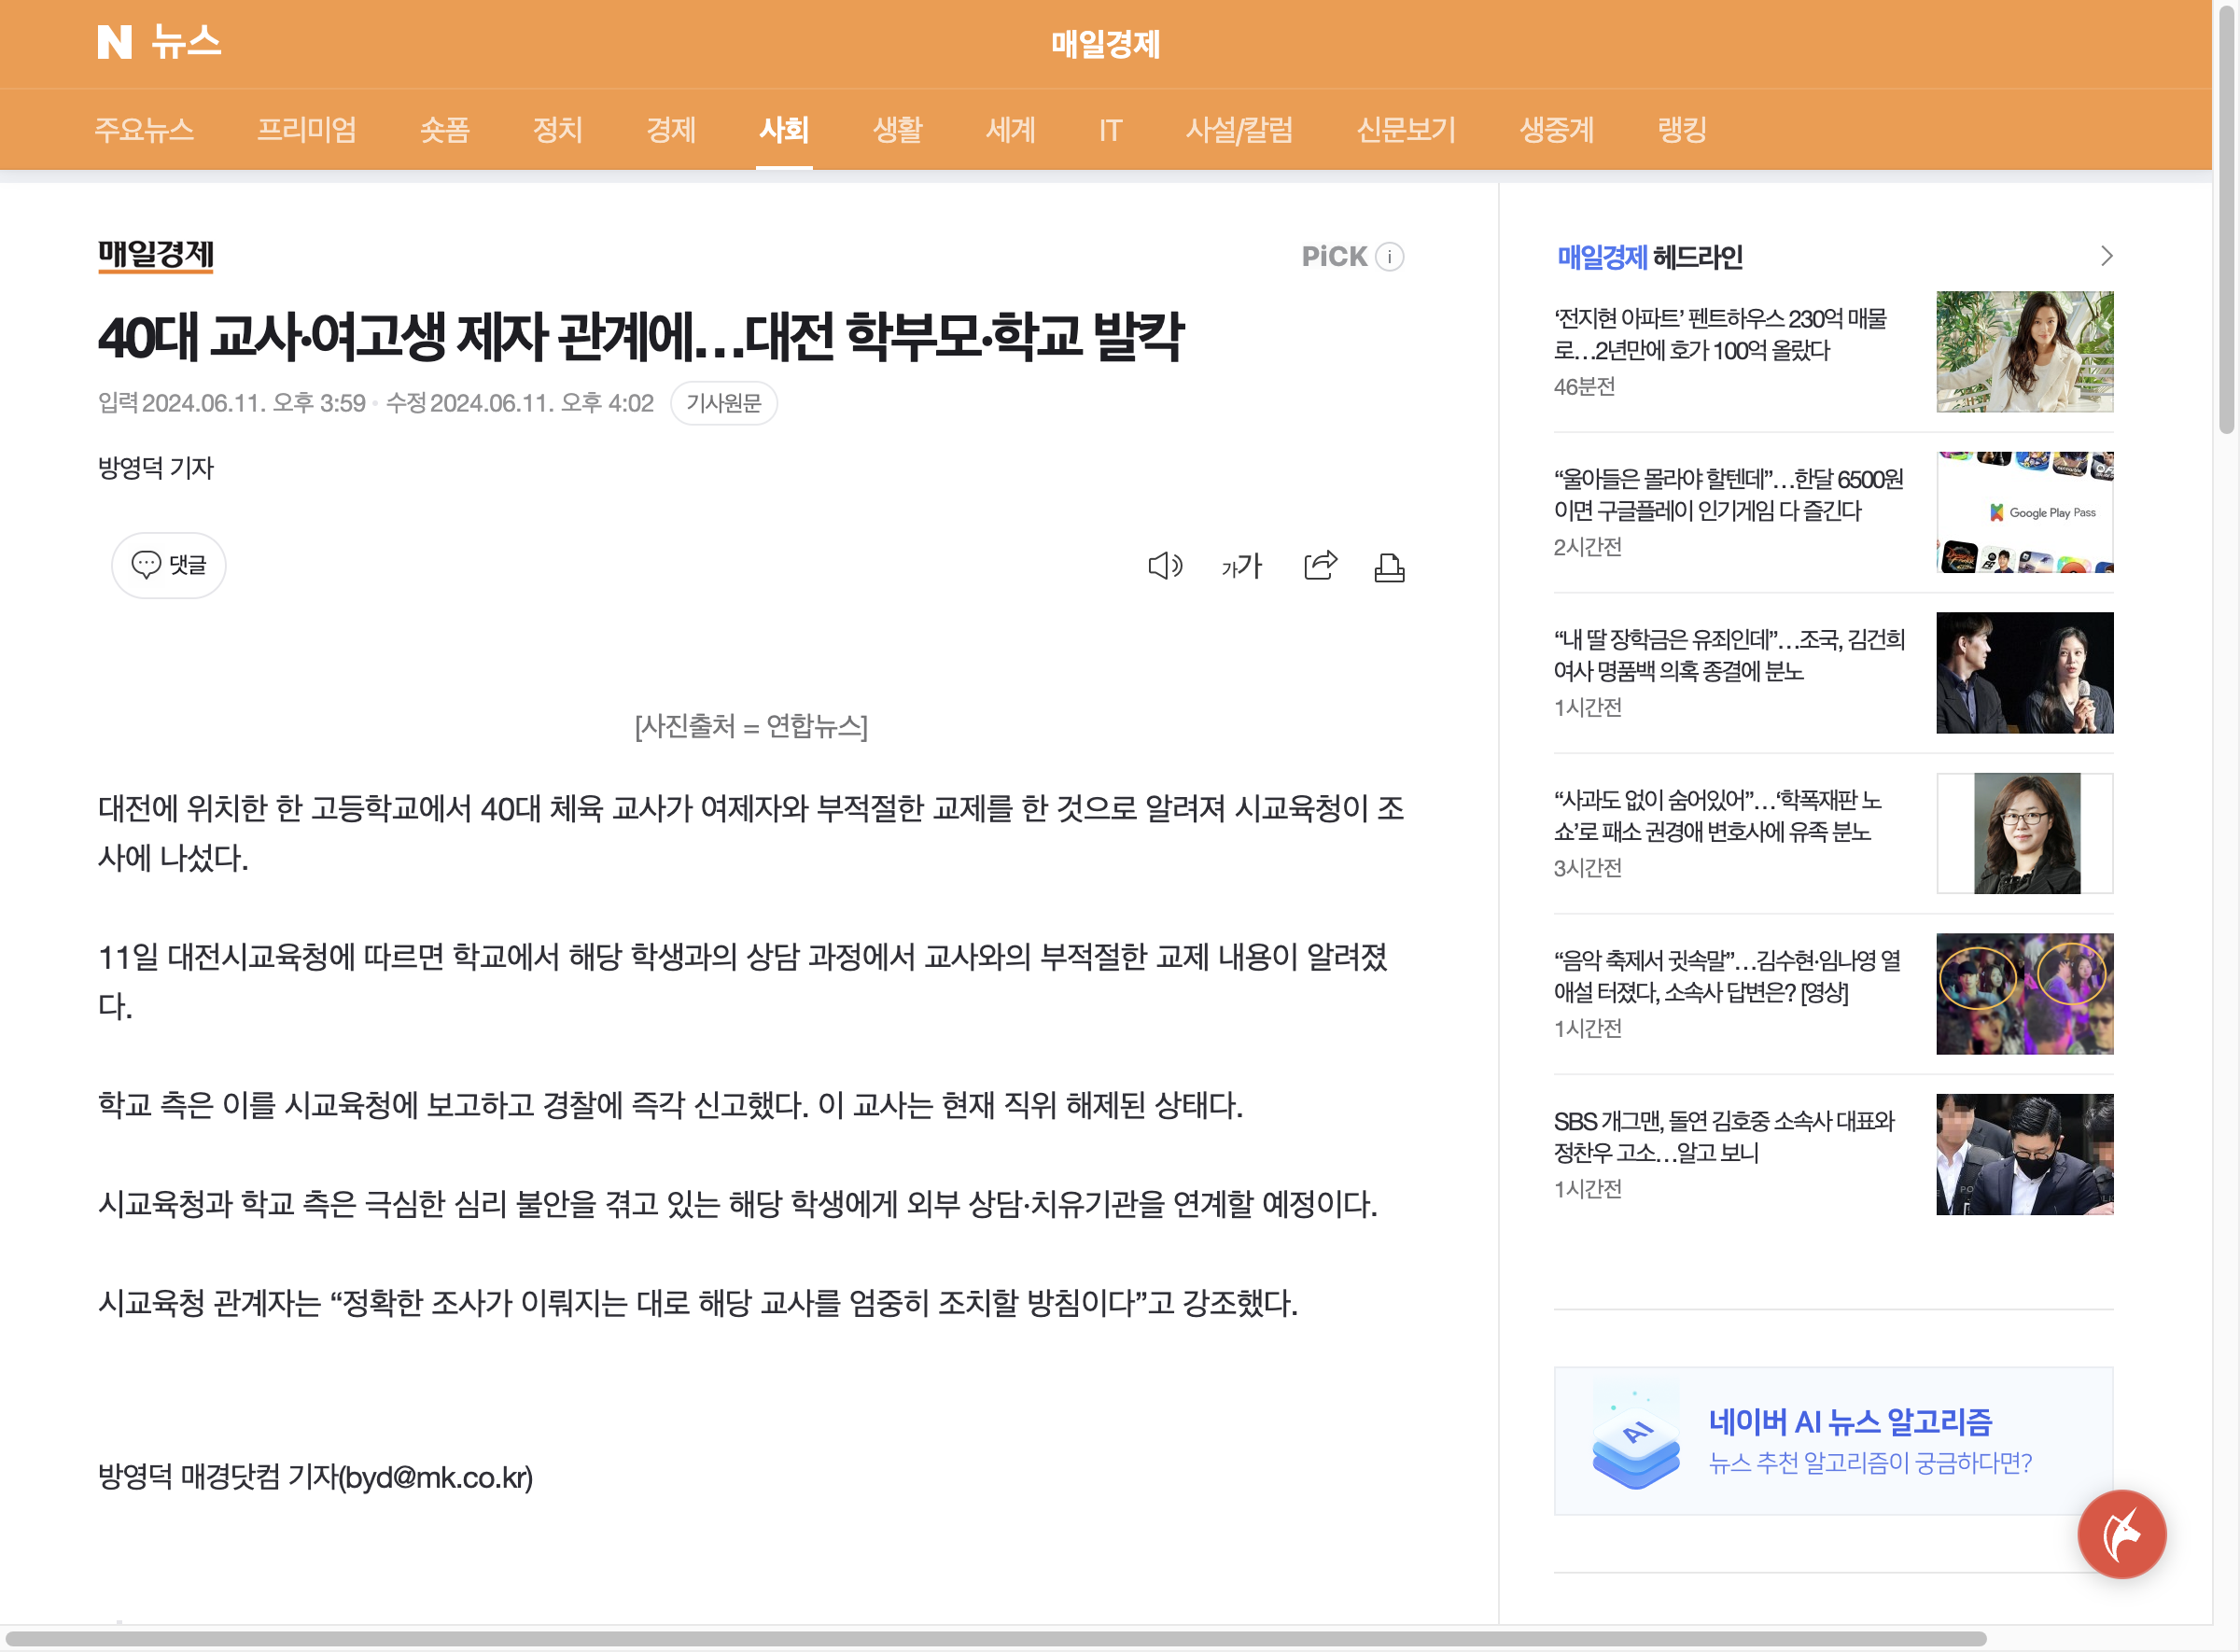 N 뉴스
매일경제
주요뉴스 프리미엄 숏폼 정치 경제 사회 생활 세계 IT 사설/칼럼 신문보기 생중계 랭킹
매일경제
PiCK i
40대 교사·여고생 제자 관계에…대전 학부모·학교 발칵
입력 2024.06.11. 오후 3:59 · 수정 2024.06.11. 오후 4:02 기사원문
방영덕 기자
댓글
가가
[사진출처 = 연합뉴스]
대전에 위치한 한 고등학교에서 40대 체육 교사가 여제자와 부적절한 교제를 한 것으로 알려져 시교육청이 조
사에 나섰다.
11일 대전시교육청에 따르면 학교에서 해당 학생과의 상담 과정에서 교사와의 부적절한 교제 내용이 알려졌
다.
학교 측은 이를 시교육청에 보고하고 경찰에 즉각 신고했다. 이 교사는 현재 직위 해제된 상태다.
시교육청과 학교 측은 극심한 심리 불안을 겪고 있는 해당 학생에게 외부 상담·치유기관을 연계할 예정이다.
시교육청 관계자는 “정확한 조사가 이뤄지는 대로 해당 교사를 엄중히 조치할 방침이다”고 강조했다.
방영덕 매경닷컴 기자(byd@mk.co.kr)
매일경제 헤드라인
‘전지현 아파트’ 펜트하우스 230억 매물
로…2년만에 호가 100억 올랐다
46분전
“울아들은 몰라야 할텐데”…한달 6500원
이면 구글플레이 인기게임 다 즐긴다
2시간전
Google Play Pass
“내 딸 장학금은 유죄인데”…조국, 김건희
여사 명품백 의혹 종결에 분노
1시간전
“사과도 없이 숨어있어”…‘학폭재판 노
쇼’로 패소 권경애 변호사에 유족 분노
3시간전
“음악 축제서 귓속말”…김수현·임나영 열
애설 터졌다, 소속사 답변은? [영상]
1시간전
SBS 개그맨, 돌연 김호중 소속사 대표와
정찬우 고소…알고 보니
1시간전
AI
네이버 AI 뉴스 알고리즘
뉴스 추천 알고리즘이 궁금하다면?